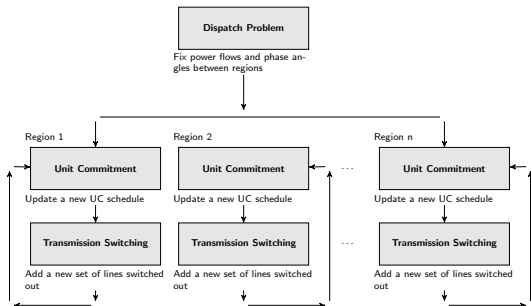 Dispatch Problem
Fix power flows and phase an-
gles between regions
Region 1
Region 2
Region n
Unit Commitment
Unit Commitment
...
Unit Commitment
Update a new UC schedule
Update a new UC schedule
Update a new UC schedule
Transmission Switching
Transmission Switching
...
Transmission Switching
Add a new set of lines switched
out
Add a new set of lines switched
out
Add a new set of lines switched
out